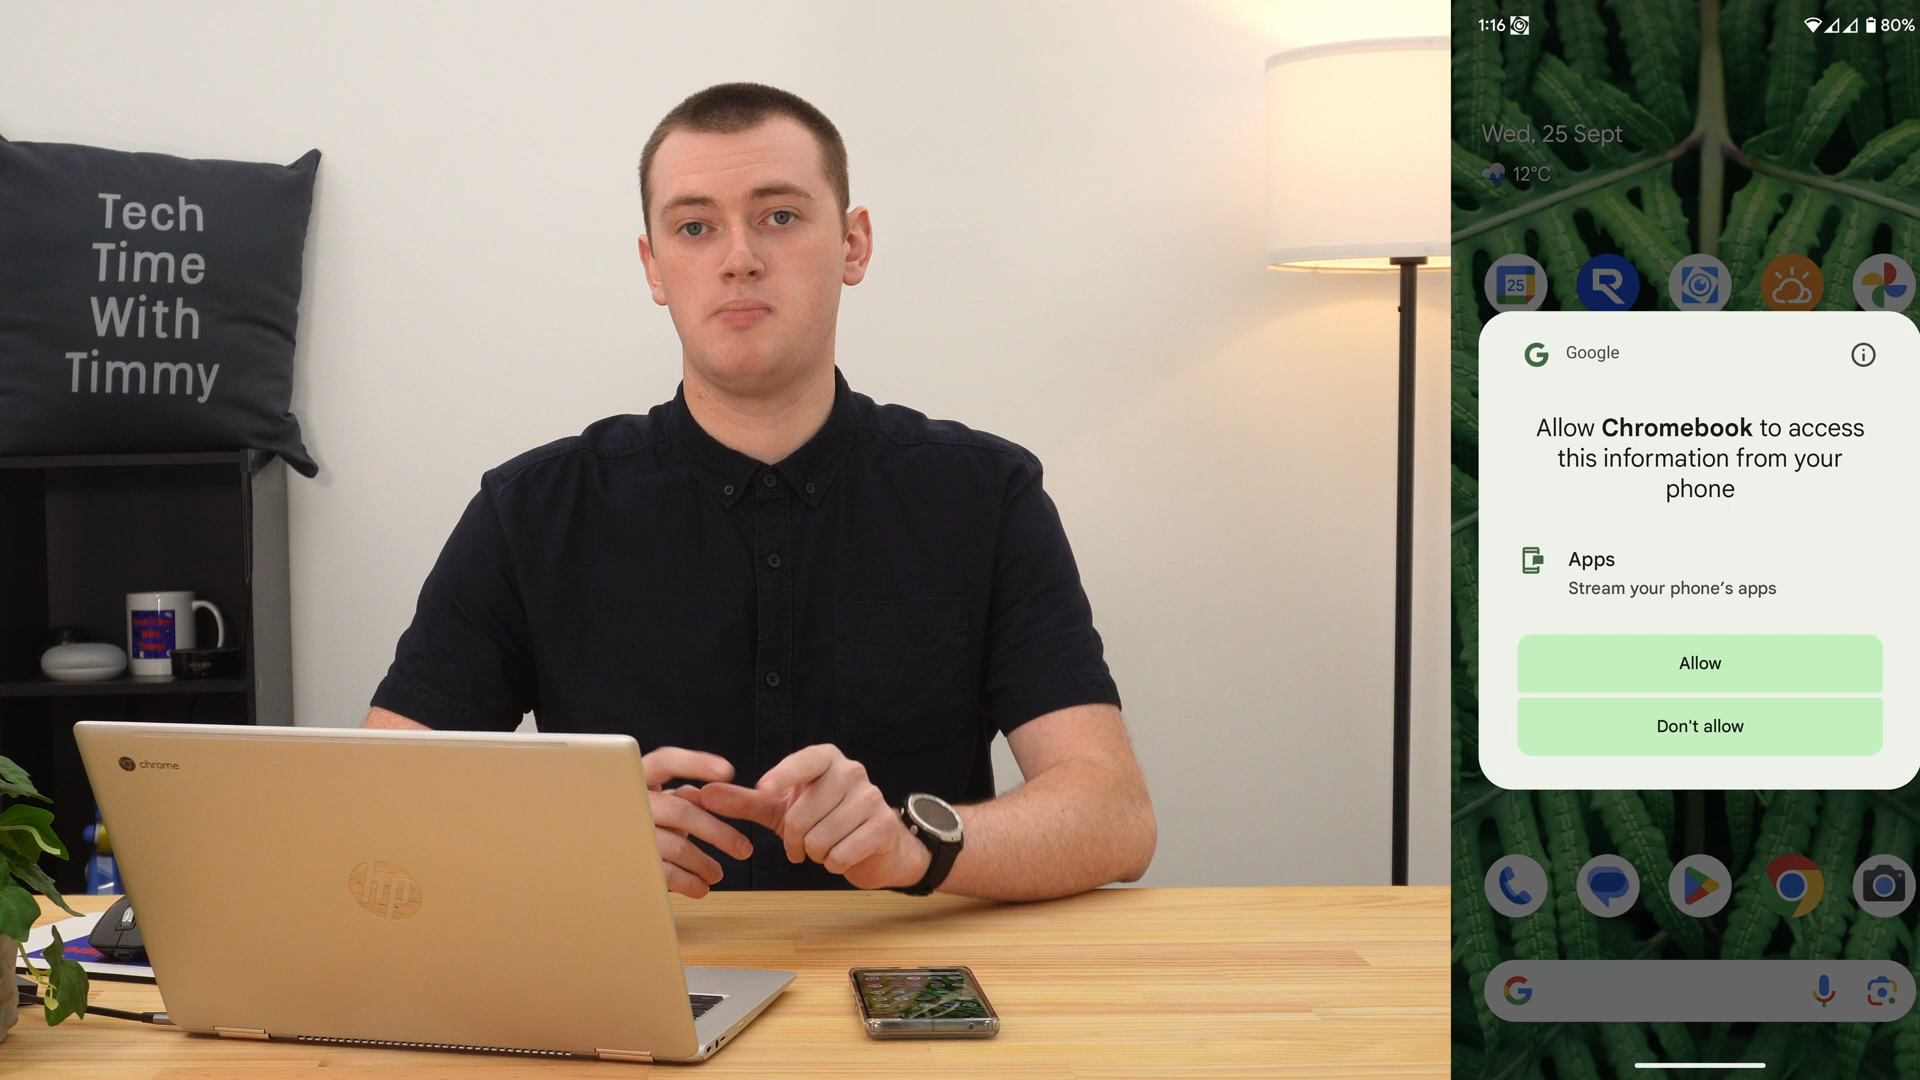 Tech
Time
With
Timmy
chrome
hp
1:16
80%
Wed, 25 Sept
12°C
25
R
Google
Allow Chromebook to access
this information from your
phone
Apps
Stream your phone's apps
Allow
Don't allow